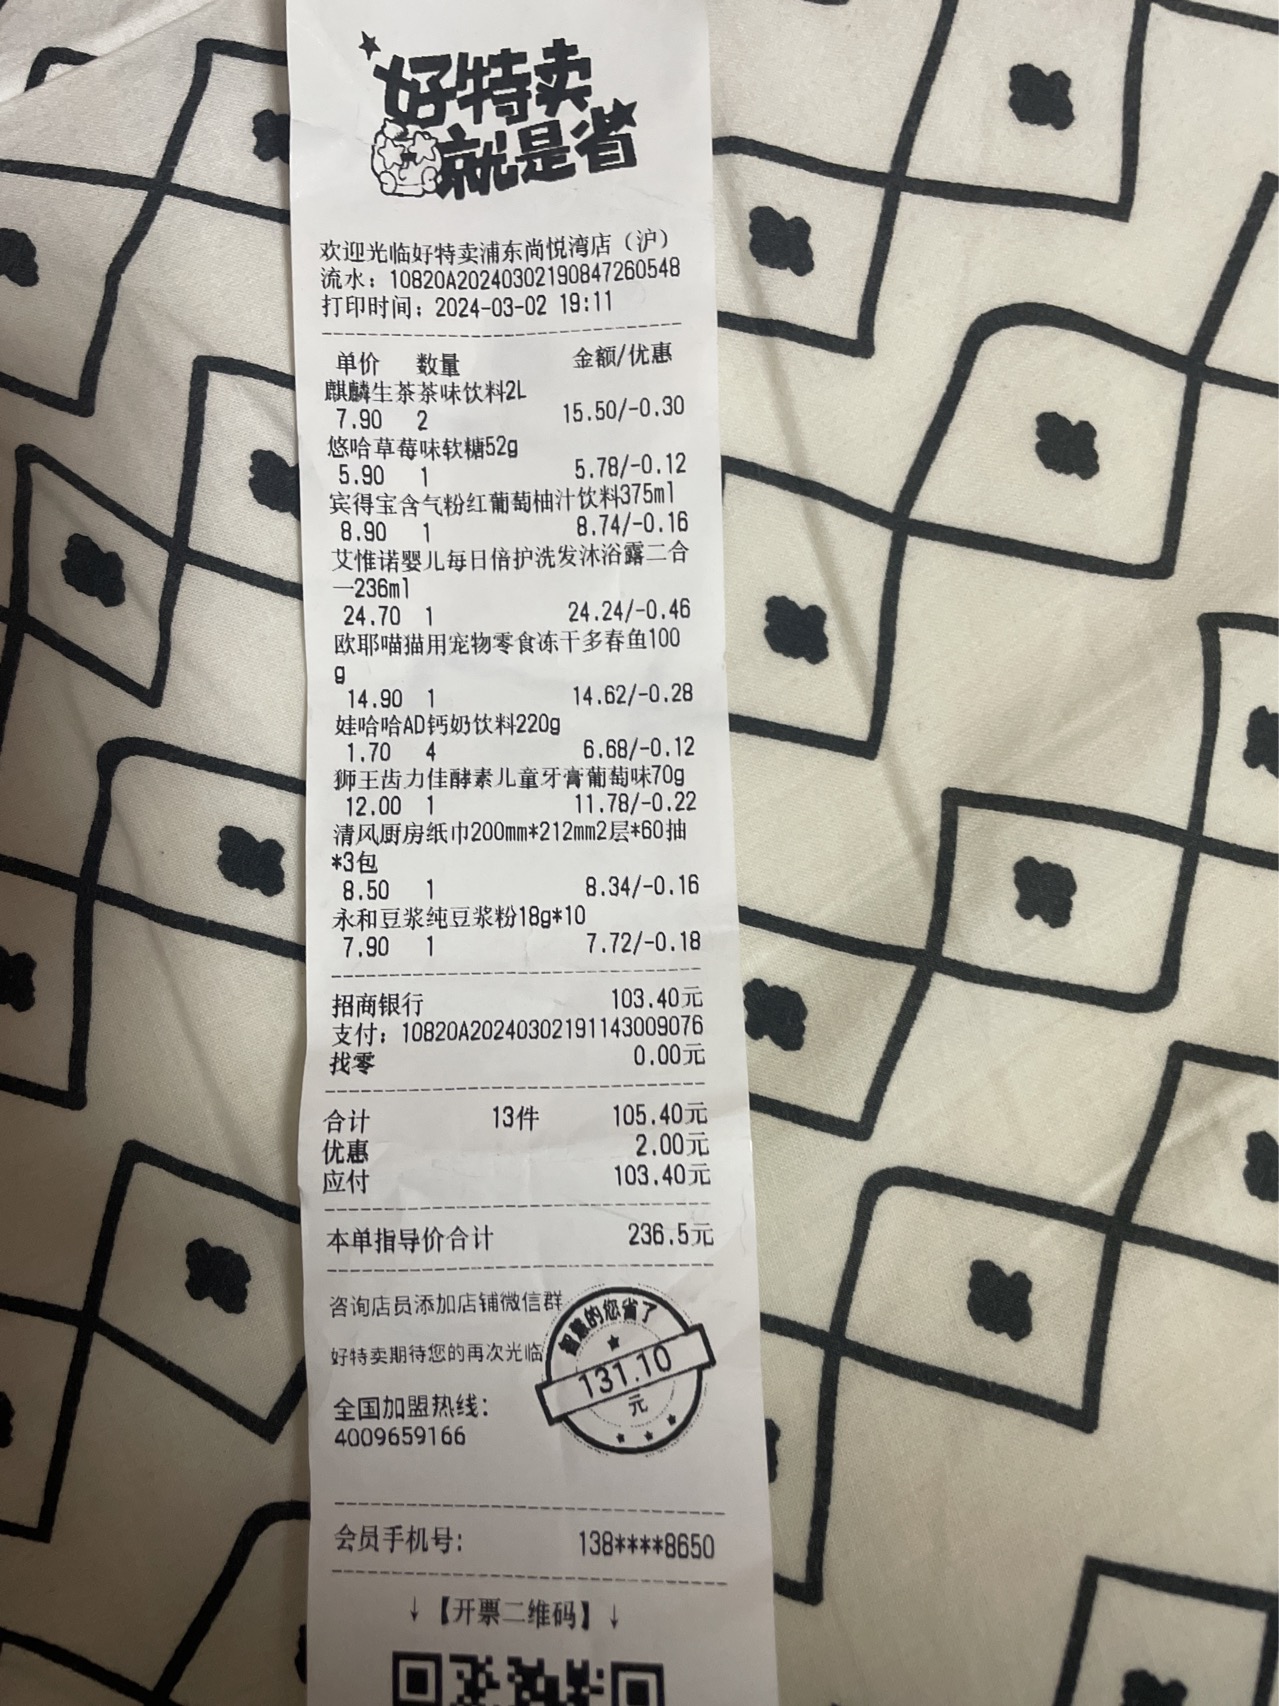 好特卖
就是省
欢迎光临好特卖浦东尚悦湾店（沪）
流水：10820A20240302190847260548
打印时间：2024-03-02 19:11
单价 数量 金额/优惠
麒麟生茶茶味饮料2L
7.90 2 15.50/-0.30
悠哈草莓味软糖52g
5.90 1 5.78/-0.12
宾得宝含气粉红葡萄柚汁饮料375ml
8.90 1 8.74/-0.16
艾惟诺婴儿每日倍护洗发沐浴露二合
一236ml
24.70 1 24.24/-0.46
欧耶喵猫用宠物零食冻干多春鱼100
g
14.90 1 14.62/-0.28
娃哈哈AD钙奶饮料220g
1.70 4 6.68/-0.12
狮王齿力佳酵素儿童牙膏葡萄味70g
12.00 1 11.78/-0.22
清风厨房纸巾200mm*212mm2层*60抽
*3包
8.50 1 8.34/-0.16
永和豆浆纯豆浆粉18g*10
7.90 1 7.72/-0.18
招商银行 103.40元
支付：10820A20240302191143009076
找零 0.00元
合计 13件 105.40元
优惠 2.00元
应付 103.40元
本单指导价合计 236.5元
咨询店员添加店铺微信群
好特卖期待您的再次光临
智慧的您省了
131.10
元
全国加盟热线：
4009659166
会员手机号： 138****8650
↓【开票二维码】↓